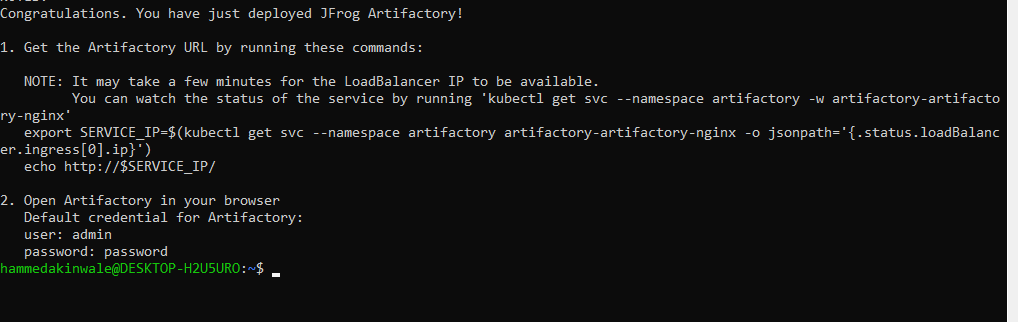 Congratulations. You have just deployed JFrog Artifactory!
1. Get the Artifactory URL by running these commands:
NOTE: It may take a few minutes for the LoadBalancer IP to be available.
You can watch the status of the service by running 'kubectl get svc --namespace artifactory -w artifactory-artifacto
ry-nginx'
export SERVICE_IP=$(kubectl get svc --namespace artifactory artifactory-artifactory-nginx -o jsonpath='{.status.loadBalanc
er.ingress[0].ip}')
echo http://$SERVICE_IP/
2. Open Artifactory in your browser
Default credential for Artifactory:
user: admin
password: password
hammedakinwale@DESKTOP-H2U5URO:~$